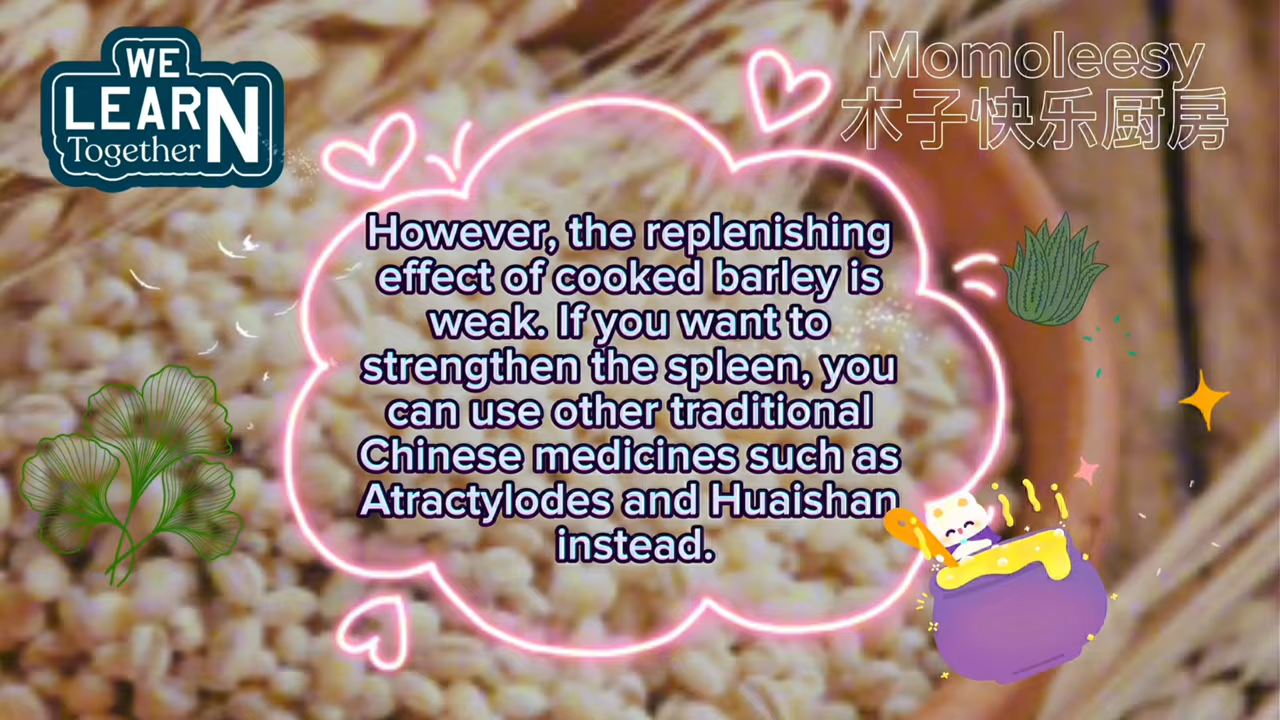 WE
LEARN
Together
Momoleesy
木子快乐厨房
However, the replenishing
effect of cooked barley is
weak. If you want to
strengthen the spleen, you
can use other traditional
Chinese medicines such as
Atractylodes and Huaishan
instead.